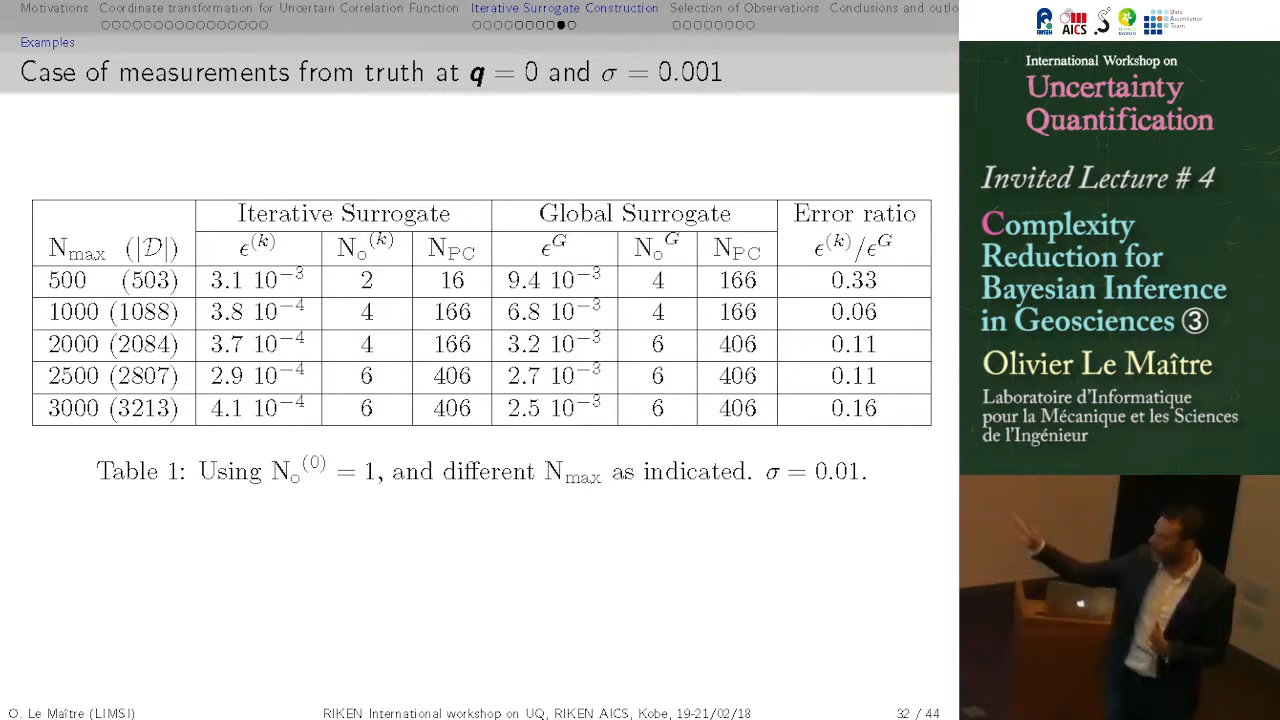 Motivations Coordinate transformation for Uncertain Correlation Functi Iterative Surrogate Construction Selection of Observations Conclusions and outlo
Examples
Case of measurements from truth at q = 0 and σ = 0.001
Iterative Surrogate Global Surrogate Error ratio
N_max (|D|) ϵ^(k) N_o^(k) N_PC ϵ^G N_o^G N_PC ϵ^(k)/ϵ^G
500 (503) 3.1 10^−3 2 16 9.4 10^−3 4 166 0.33
1000 (1088) 3.8 10^−4 4 166 6.8 10^−3 4 166 0.06
2000 (2084) 3.7 10^−4 4 166 3.2 10^−3 6 406 0.11
2500 (2807) 2.9 10^−4 6 406 2.7 10^−3 6 406 0.11
3000 (3213) 4.1 10^−4 6 406 2.5 10^−3 6 406 0.16
Table 1: Using N_o^(0) = 1, and different N_max as indicated. σ = 0.01.
O. Le Maître (LIMSI) RIKEN International workshop on UQ, RIKEN AICS, Kobe, 19-21/02/18 32 / 44
RIKEN AICS Data Assimilation Team
International Workshop on
Uncertainty
Quantification
Invited Lecture # 4
Complexity
Reduction for
Bayesian Inference
in Geosciences ③
Olivier Le Maître
Laboratoire d'Informatique
pour la Mécanique et les Sciences
de l'Ingénieur